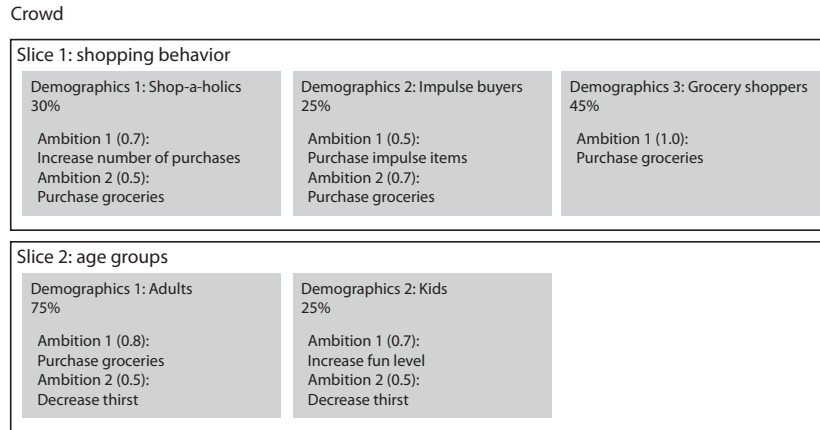 Crowd
Slice 1: shopping behavior
Demographics 1: Shop-a-holics
30%
Ambition 1 (0.7):
Increase number of purchases
Ambition 2 (0.5):
Purchase groceries
Demographics 2: Impulse buyers
25%
Ambition 1 (0.5):
Purchase impulse items
Ambition 2 (0.7):
Purchase groceries
Demographics 3: Grocery shoppers
45%
Ambition 1 (1.0):
Purchase groceries
Slice 2: age groups
Demographics 1: Adults
75%
Ambition 1 (0.8):
Purchase groceries
Ambition 2 (0.5):
Decrease thirst
Demographics 2: Kids
25%
Ambition 1 (0.7):
Increase fun level
Ambition 2 (0.5):
Decrease thirst